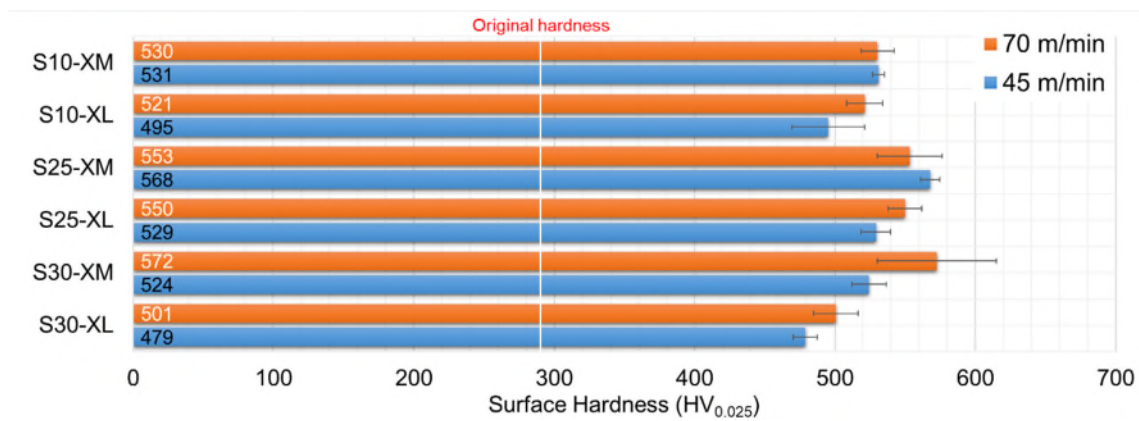 Original hardness
70 m/min
45 m/min
S10-XM
530
531
S10-XL
521
495
S25-XM
553
568
S25-XL
550
529
S30-XM
572
524
S30-XL
501
479
0 100 200 300 400 500 600 700
Surface Hardness (HV0.025)